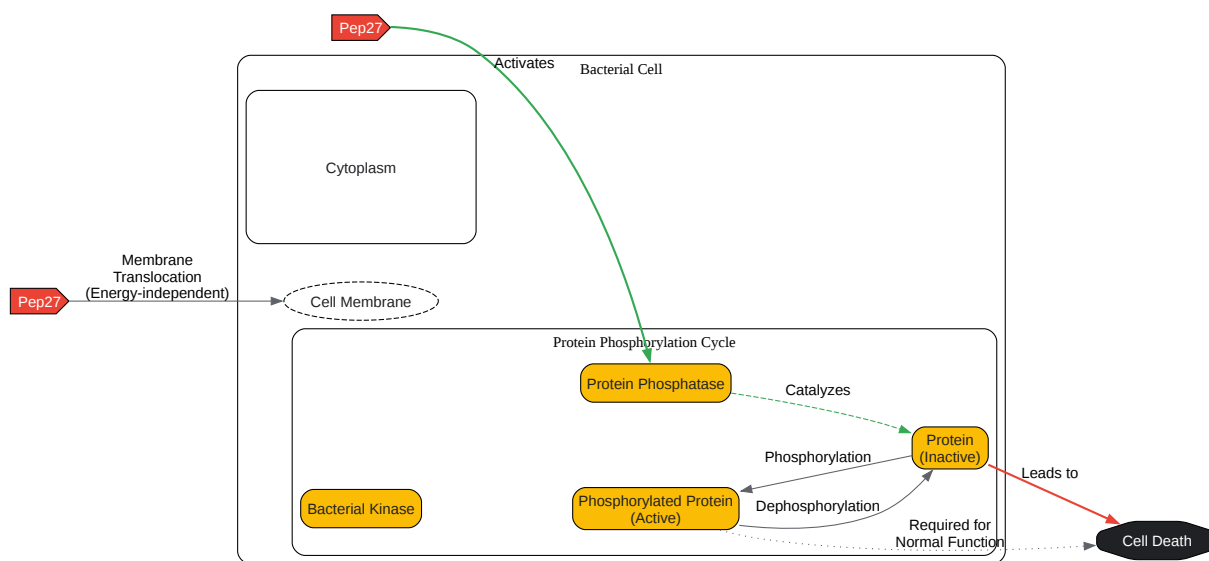 Pep27
Activates
Bacterial Cell
Cytoplasm
Membrane
Translocation
(Energy-independent)
Pep27
Cell Membrane
Protein Phosphorylation Cycle
Protein Phosphatase
Catalyzes
Protein
(Inactive)
Phosphorylation
Leads to
Bacterial Kinase
Phosphorylated Protein
(Active)
Dephosphorylation
Required for
Normal Function
Cell Death